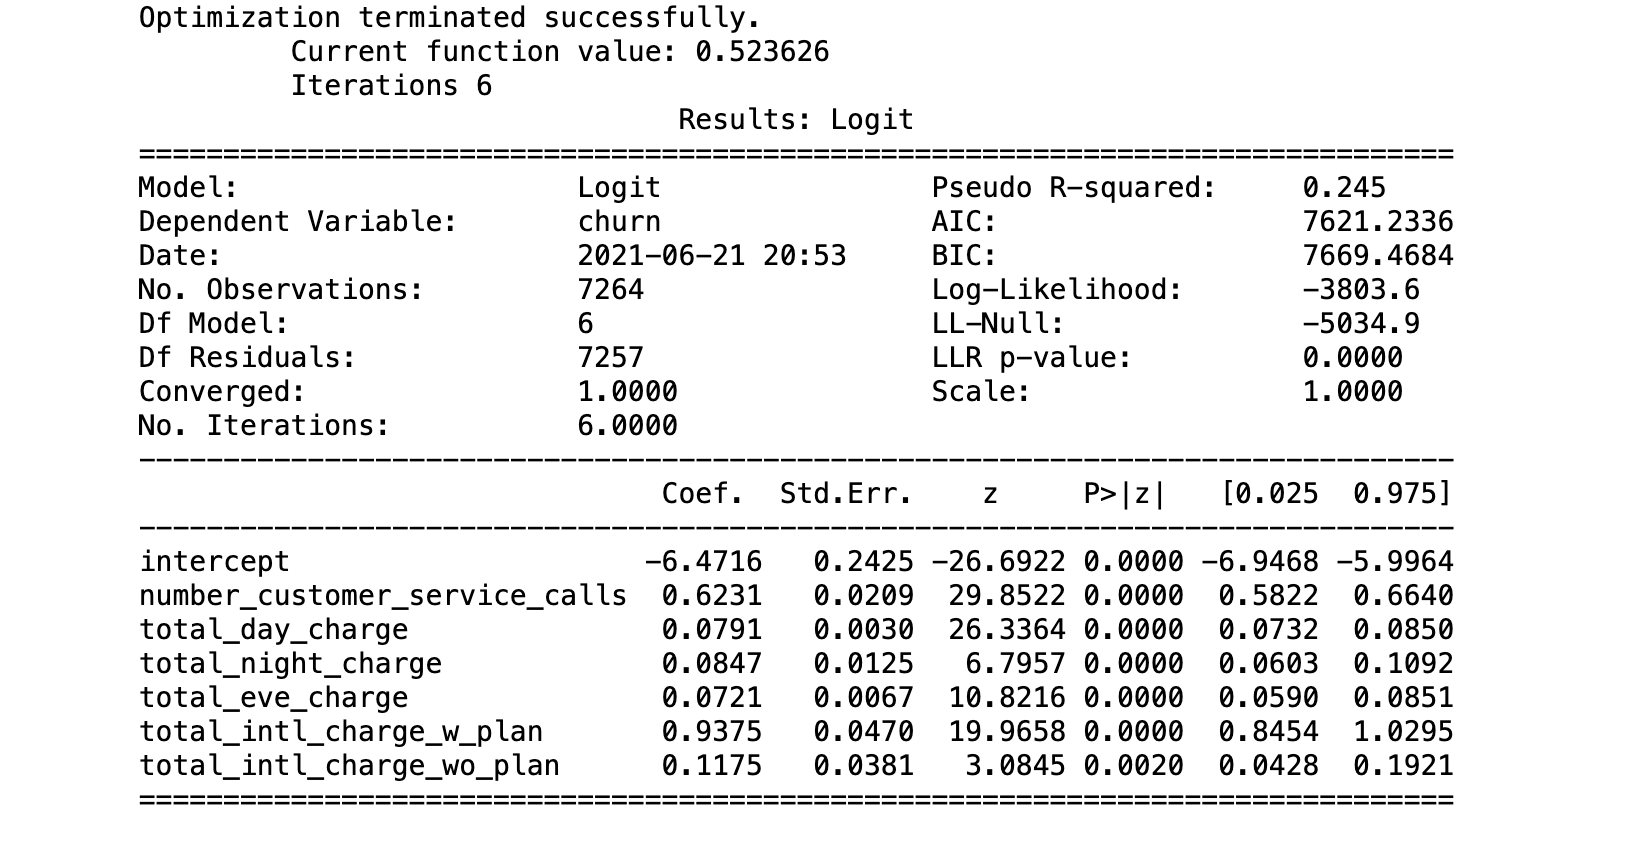 Optimization terminated successfully.
         Current function value: 0.523626
         Iterations 6
                                Results: Logit
==============================================================================
Model:                    Logit                Pseudo R-squared:     0.245
Dependent Variable:       churn                AIC:                  7621.2336
Date:                     2021-06-21 20:53     BIC:                  7669.4684
No. Observations:         7264                 Log-Likelihood:       -3803.6
Df Model:                 6                    LL-Null:              -5034.9
Df Residuals:             7257                 LLR p-value:          0.0000
Converged:                1.0000               Scale:                1.0000
No. Iterations:           6.0000
------------------------------------------------------------------------------
                               Coef.  Std.Err.    z     P>|z|   [0.025  0.975]
------------------------------------------------------------------------------
intercept                     -6.4716   0.2425 -26.6922 0.0000 -6.9468 -5.9964
number_customer_service_calls  0.6231   0.0209  29.8522 0.0000  0.5822  0.6640
total_day_charge               0.0791   0.0030  26.3364 0.0000  0.0732  0.0850
total_night_charge             0.0847   0.0125   6.7957 0.0000  0.0603  0.1092
total_eve_charge               0.0721   0.0067  10.8216 0.0000  0.0590  0.0851
total_intl_charge_w_plan       0.9375   0.0470  19.9658 0.0000  0.8454  1.0295
total_intl_charge_wo_plan      0.1175   0.0381   3.0845 0.0020  0.0428  0.1921
==============================================================================